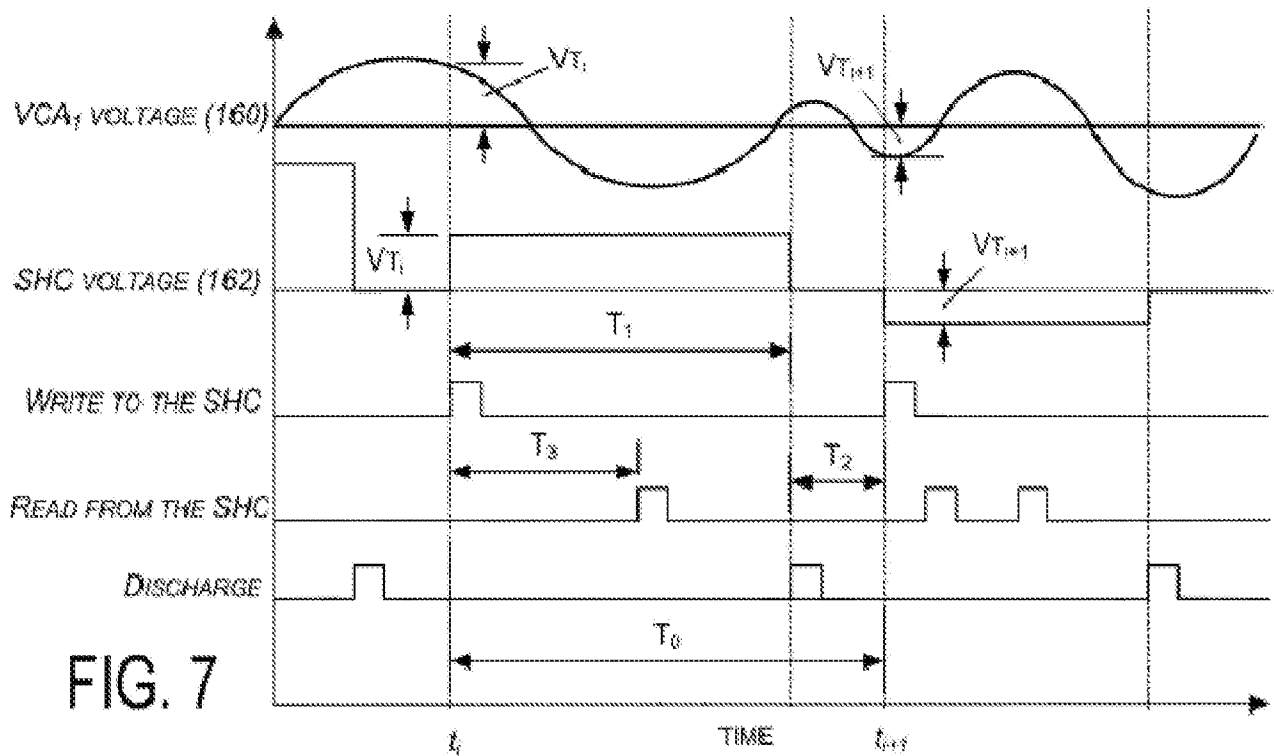 VCA₁ VOLTAGE (160)
VTᵢ
VTᵢ₊₁
SHC VOLTAGE (162)
VTᵢ
VTᵢ₊₁
T₁
WRITE TO THE SHC
T₃
T₂
READ FROM THE SHC
DISCHARGE
T₀
FIG. 7
tᵢ
TIME
tᵢ₊₁